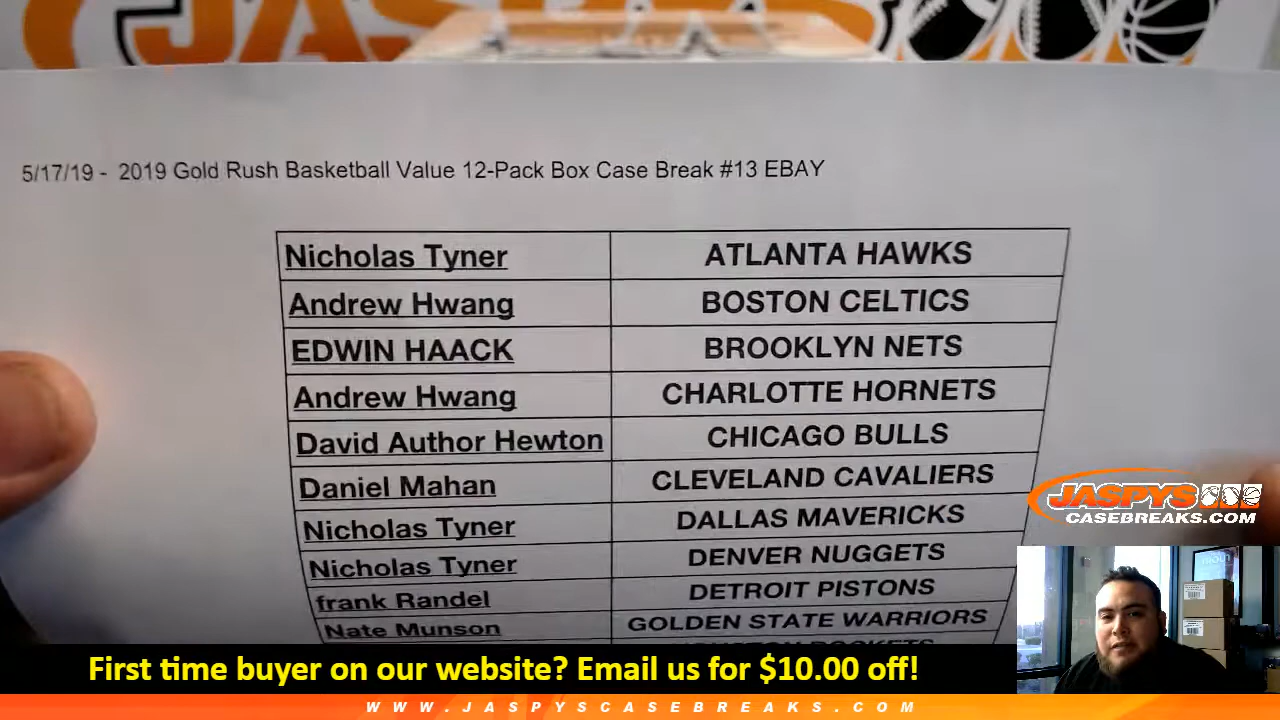 JASPYS
5/17/19 - 2019 Gold Rush Basketball Value 12-Pack Box Case Break #13 EBAY
Nicholas Tyner ATLANTA HAWKS
Andrew Hwang BOSTON CELTICS
EDWIN HAACK BROOKLYN NETS
Andrew Hwang CHARLOTTE HORNETS
David Author Hewton CHICAGO BULLS
Daniel Mahan CLEVELAND CAVALIERS
Nicholas Tyner DALLAS MAVERICKS
Nicholas Tyner DENVER NUGGETS
frank Randel DETROIT PISTONS
Nate Munson GOLDEN STATE WARRIORS
JASPYS
CASEBREAKS.COM
First time buyer on our website? Email us for $10.00 off!
WWW.JASPYSCASEBREAKS.COM